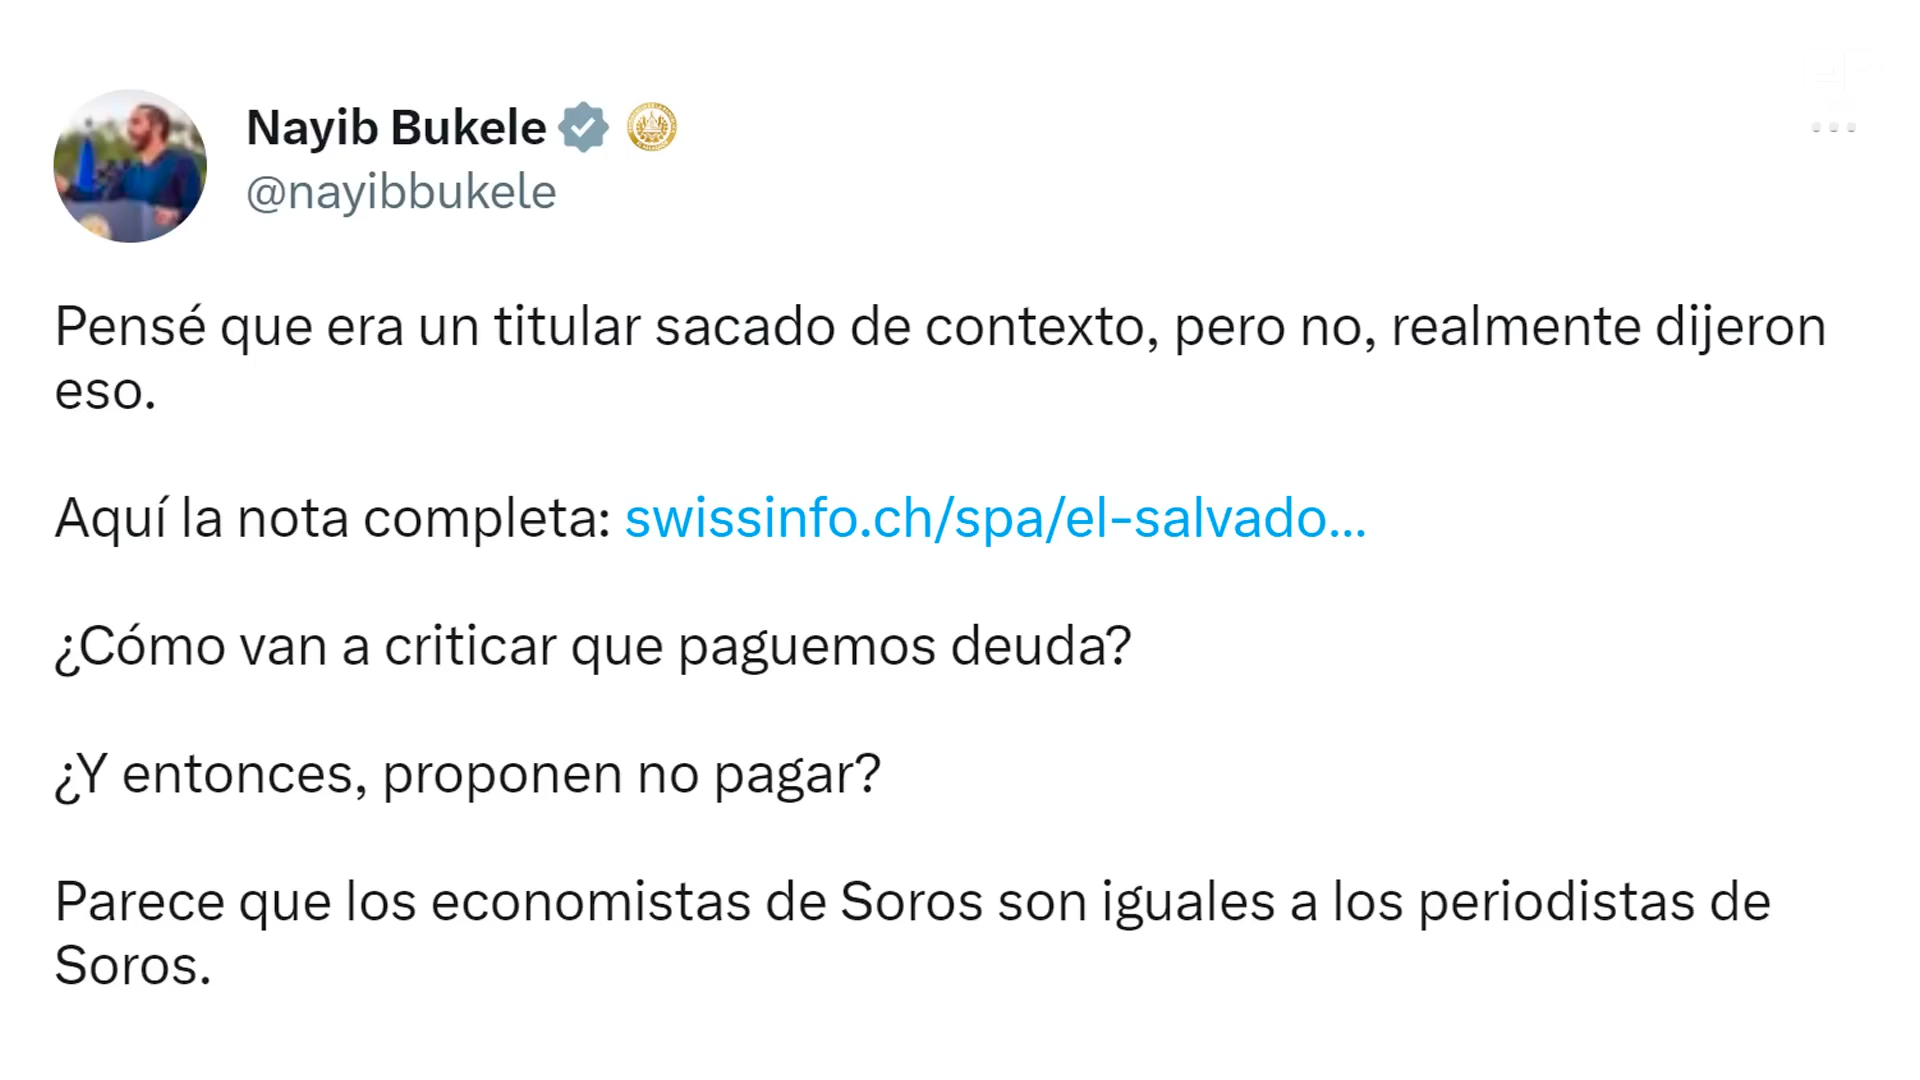 Nayib Bukele
@nayibbukele
Pensé que era un titular sacado de contexto, pero no, realmente dijeron
eso.
Aquí la nota completa: swissinfo.ch/spa/el-salvado...
¿Cómo van a criticar que paguemos deuda?
¿Y entonces, proponen no pagar?
Parece que los economistas de Soros son iguales a los periodistas de
Soros.